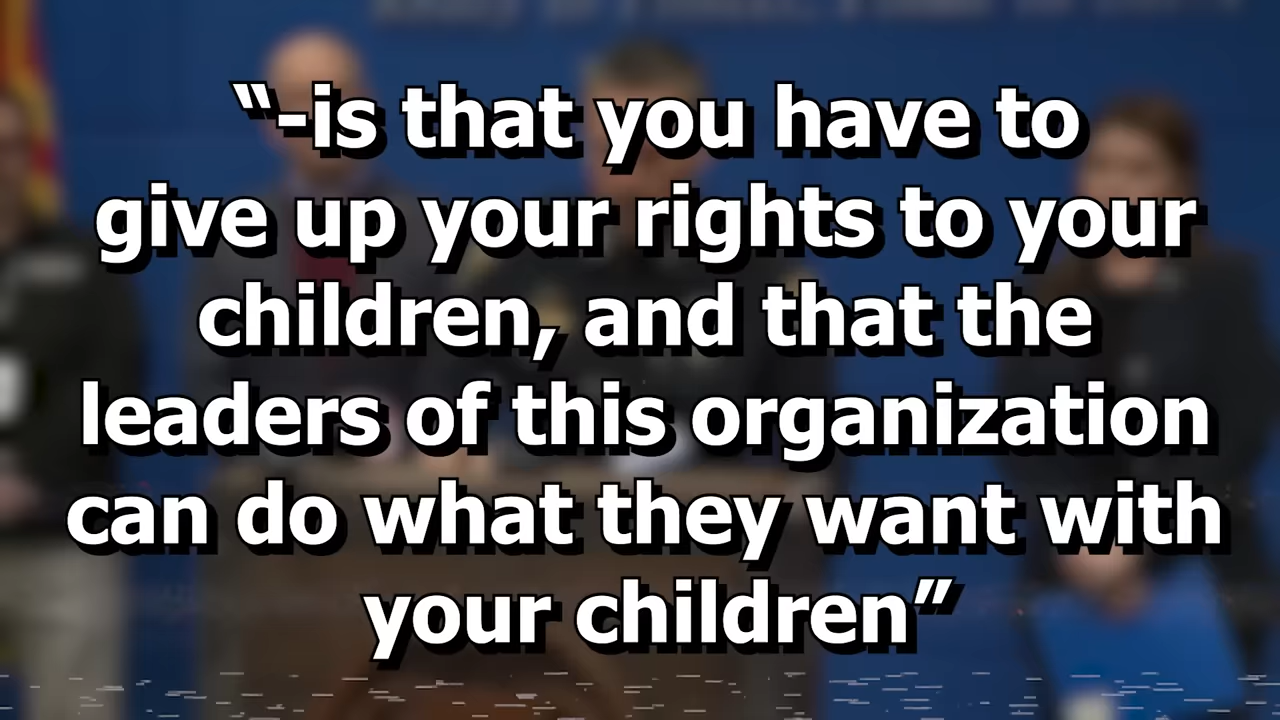 “-is that you have to
give up your rights to your
children, and that the
leaders of this organization
can do what they want with
your children”